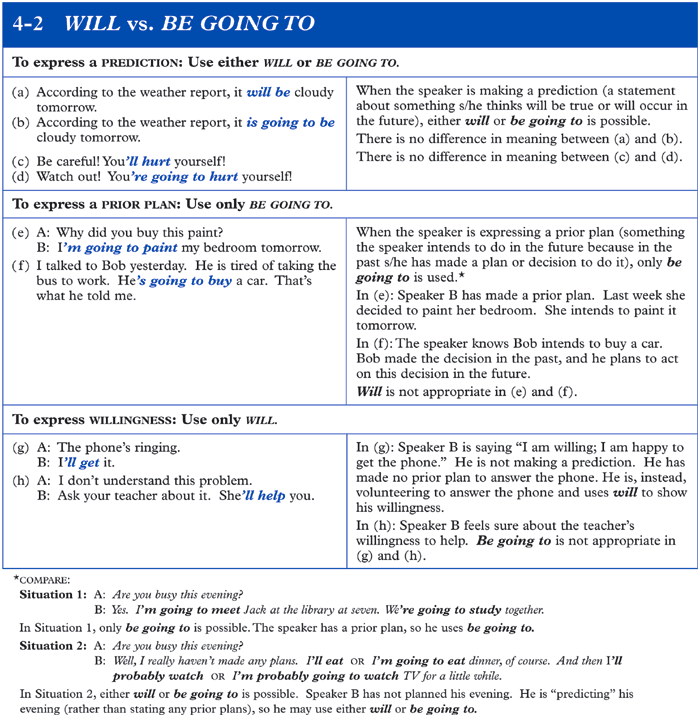 4-2 WILL vs. BE GOING TO
To express a PREDICTION: Use either WILL or BE GOING TO.
(a) According to the weather report, it will be cloudy
tomorrow.
(b) According to the weather report, it is going to be
cloudy tomorrow.
(c) Be careful! You'll hurt yourself!
(d) Watch out! You're going to hurt yourself!
When the speaker is making a prediction (a statement
about something s/he thinks will be true or will occur in
the future), either will or be going to is possible.
There is no difference in meaning between (a) and (b).
There is no difference in meaning between (c) and (d).
To express a PRIOR PLAN: Use only BE GOING TO.
(e) A: Why did you buy this paint?
B: I'm going to paint my bedroom tomorrow.
(f) I talked to Bob yesterday. He is tired of taking the
bus to work. He's going to buy a car. That's
what he told me.
When the speaker is expressing a prior plan (something
the speaker intends to do in the future because in the
past s/he has made a plan or decision to do it), only be
going to is used.*
In (e): Speaker B has made a prior plan. Last week she
decided to paint her bedroom. She intends to paint it
tomorrow.
In (f): The speaker knows Bob intends to buy a car.
Bob made the decision in the past, and he plans to act
on this decision in the future.
Will is not appropriate in (e) and (f).
To express WILLINGNESS: Use only WILL.
(g) A: The phone's ringing.
B: I'll get it.
(h) A: I don't understand this problem.
B: Ask your teacher about it. She'll help you.
In (g): Speaker B is saying "I am willing; I am happy to
get the phone." He is not making a prediction. He has
made no prior plan to answer the phone. He is, instead,
volunteering to answer the phone and uses will to show
his willingness.
In (h): Speaker B feels sure about the teacher's
willingness to help. Be going to is not appropriate in
(g) and (h).
*COMPARE:
Situation 1: A: Are you busy this evening?
B: Yes. I'm going to meet Jack at the library at seven. We're going to study together.
In Situation 1, only be going to is possible. The speaker has a prior plan, so he uses be going to.
Situation 2: A: Are you busy this evening?
B: Well, I really haven't made any plans. I'll eat OR I'm going to eat dinner, of course. And then I'll
probably watch OR I'm probably going to watch TV for a little while.
In Situation 2, either will or be going to is possible. Speaker B has not planned his evening. He is "predicting" his
evening (rather than stating any prior plans), so he may use either will or be going to.